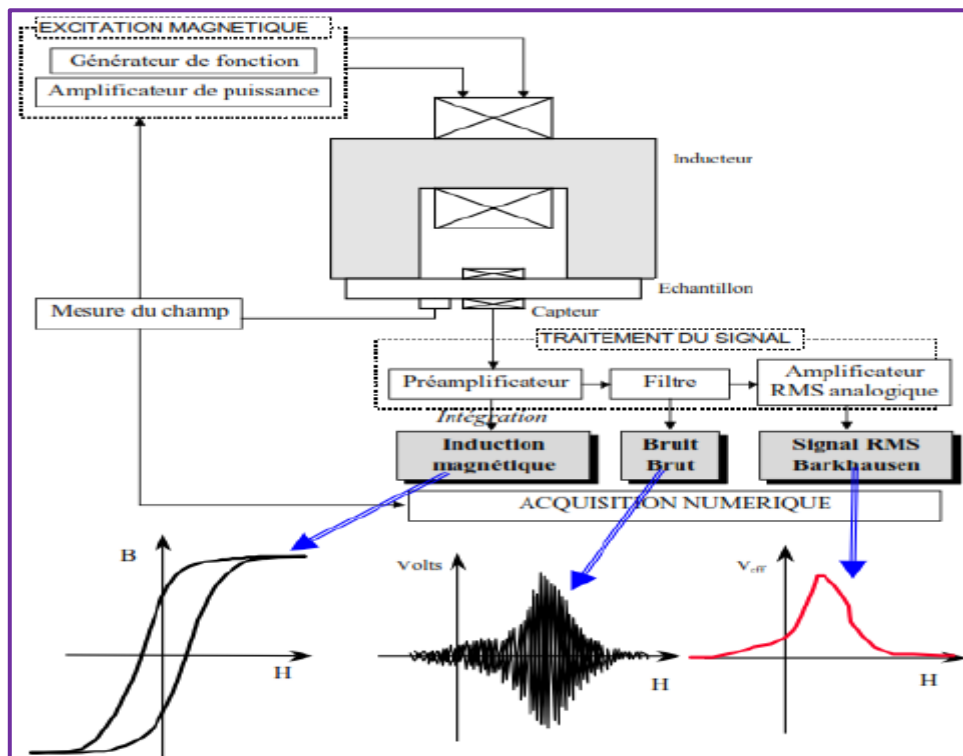 EXCITATION MAGNETIQUE
Générateur de fonction
Amplificateur de puissance
Inducteur
Echantillon
Mesure du champ
Capteur
TRAITEMENT DU SIGNAL
Préamplificateur
Filtre
Amplificateur
RMS analogique
Intégration
Induction
magnétique
Bruit
Brut
Signal RMS
Barkhausen
ACQUISITION NUMERIQUE
B
H
Volts
H
Veff
H